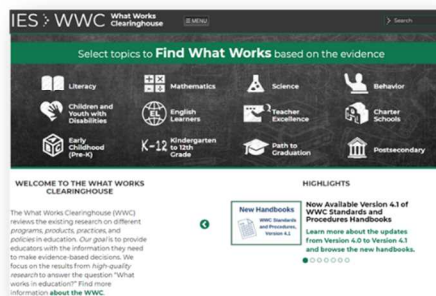 IES > WWC What Works Clearinghouse
MENU
Search
Select topics to Find What Works based on the evidence
Literacy
Mathematics
Science
Behavior
Children and Youth with Disabilities
EL
English Learners
Teacher Excellence
Charter Schools
Early Childhood (Pre-K)
K-12
Kindergarten to 12th Grade
Path to Graduation
Postsecondary
WELCOME TO THE WHAT WORKS
CLEARINGHOUSE
The What Works Clearinghouse (WWC)
reviews the existing research on different
programs, products, practices, and
policies in education. Our goal is to provide
educators with the information they need
to make evidence-based decisions. We
focus on the results from high-quality
research to answer the question "What
works in education?" Find more
information about the WWC.
HIGHLIGHTS
New Handbooks
WWC Standards
and Procedures,
Version 4.1
Now Available Version 4.1 of
WWC Standards and
Procedures Handbooks
Learn more about the updates
from Version 4.0 to Version 4.1
and browse the new handbooks.